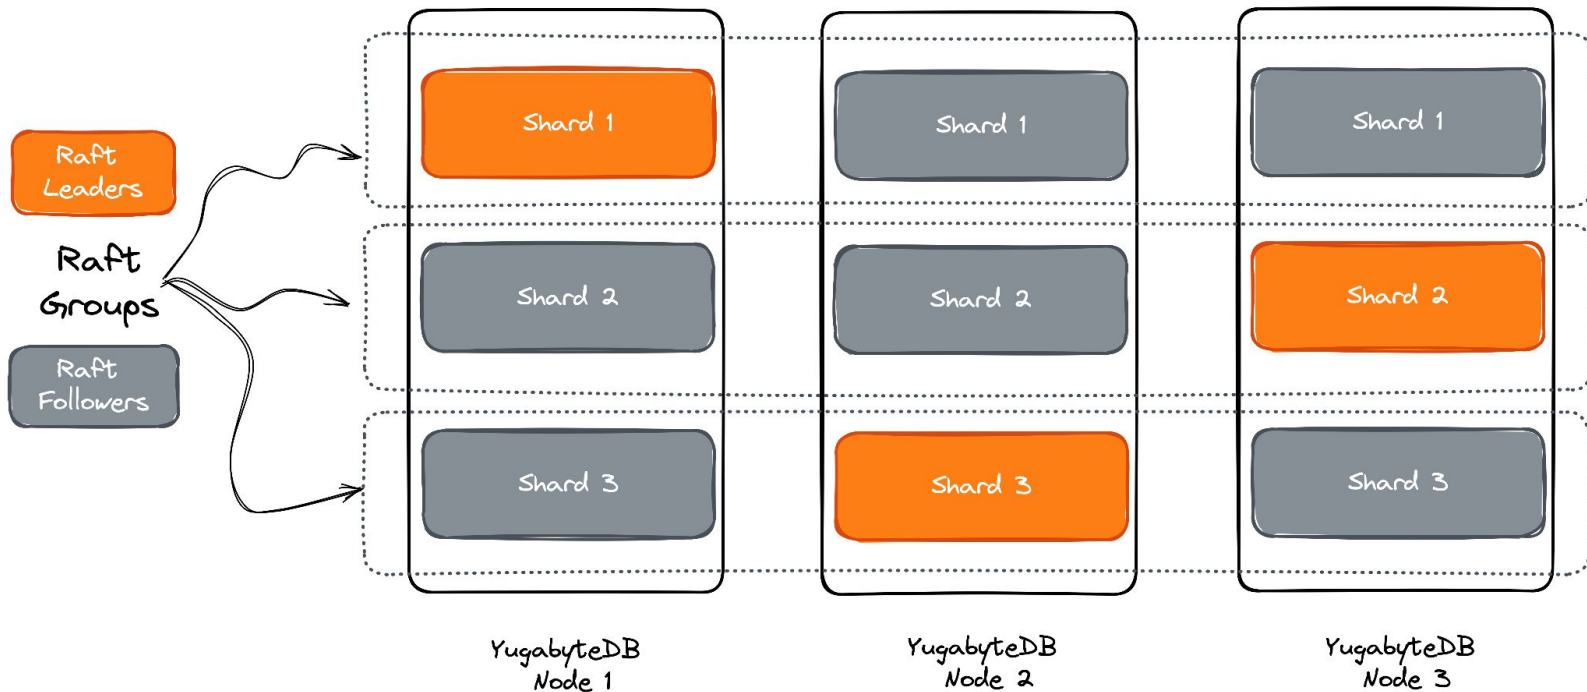 Raft
Leaders
Raft
Groups
Raft
Followers
Shard 1
Shard 1
Shard 1
Shard 2
Shard 2
Shard 2
Shard 3
Shard 3
Shard 3
YugabyteDB
Node 1
YugabyteDB
Node 2
YugabyteDB
Node 3